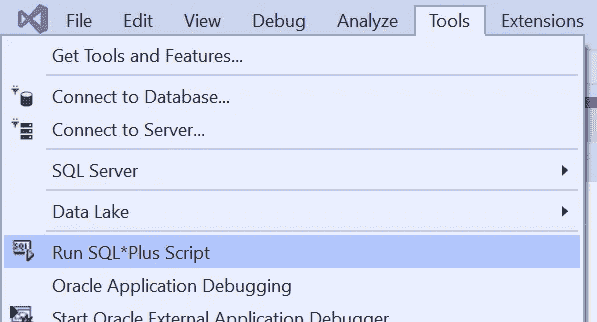 File Edit View Debug Analyze Tools Extensions
Get Tools and Features...
Connect to Database...
Connect to Server...
SQL Server
Data Lake
SQL Run SQL*Plus Script
Oracle Application Debugging
Start Oracle External Application Debugger